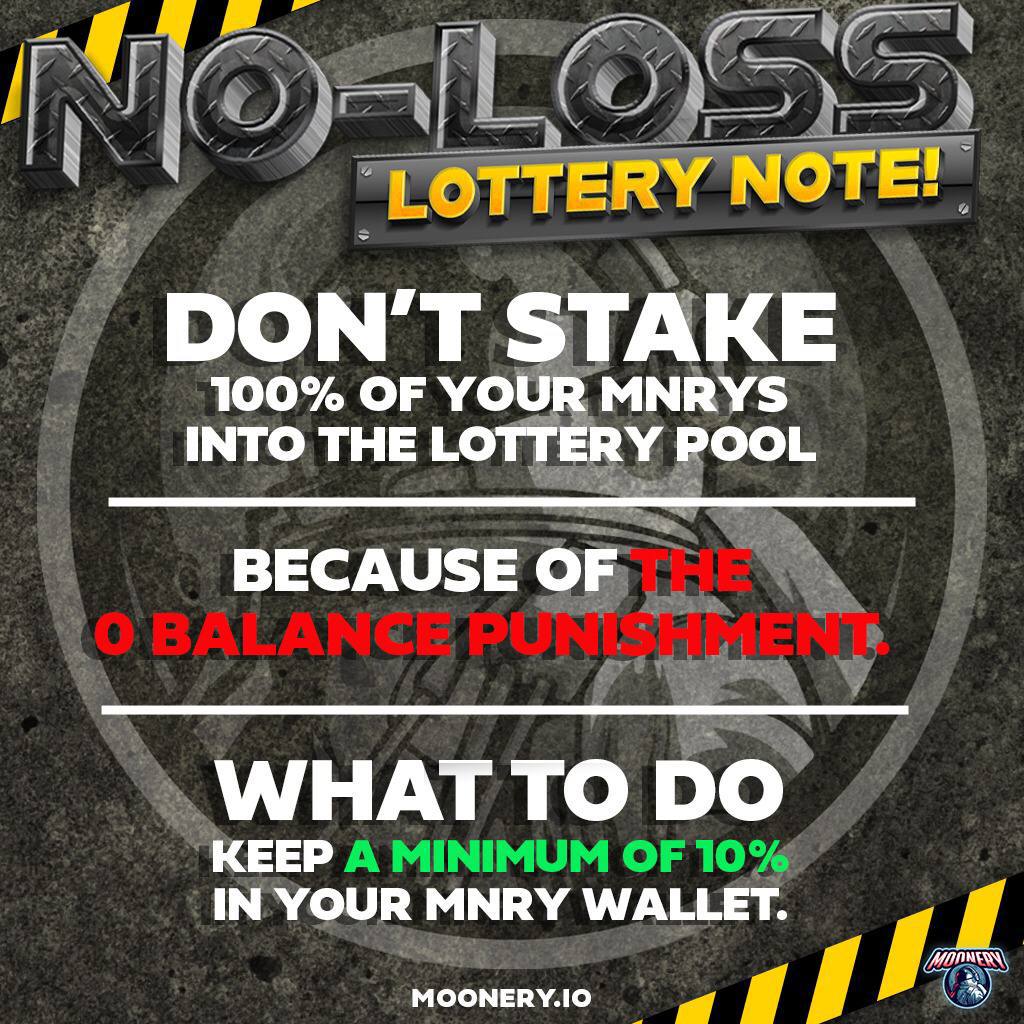 NO-LOSS
LOTTERY NOTE!
DON'T STAKE
100% OF YOUR MNRYS
INTO THE LOTTERY POOL
BECAUSE OF THE
0 BALANCE PUNISHMENT.
WHAT TO DO
KEEP A MINIMUM OF 10%
IN YOUR MNRY WALLET.
MOONERY
MOONERY.IO